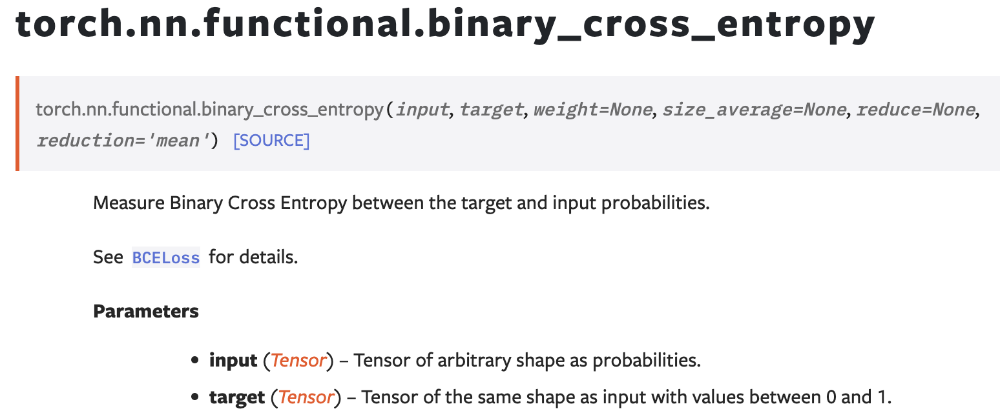 torch.nn.functional.binary_cross_entropy
torch.nn.functional.binary_cross_entropy(input, target, weight=None, size_average=None, reduce=None,
reduction='mean') [SOURCE]
Measure Binary Cross Entropy between the target and input probabilities.
See BCELoss for details.
Parameters
• input (Tensor) – Tensor of arbitrary shape as probabilities.
• target (Tensor) – Tensor of the same shape as input with values between 0 and 1.